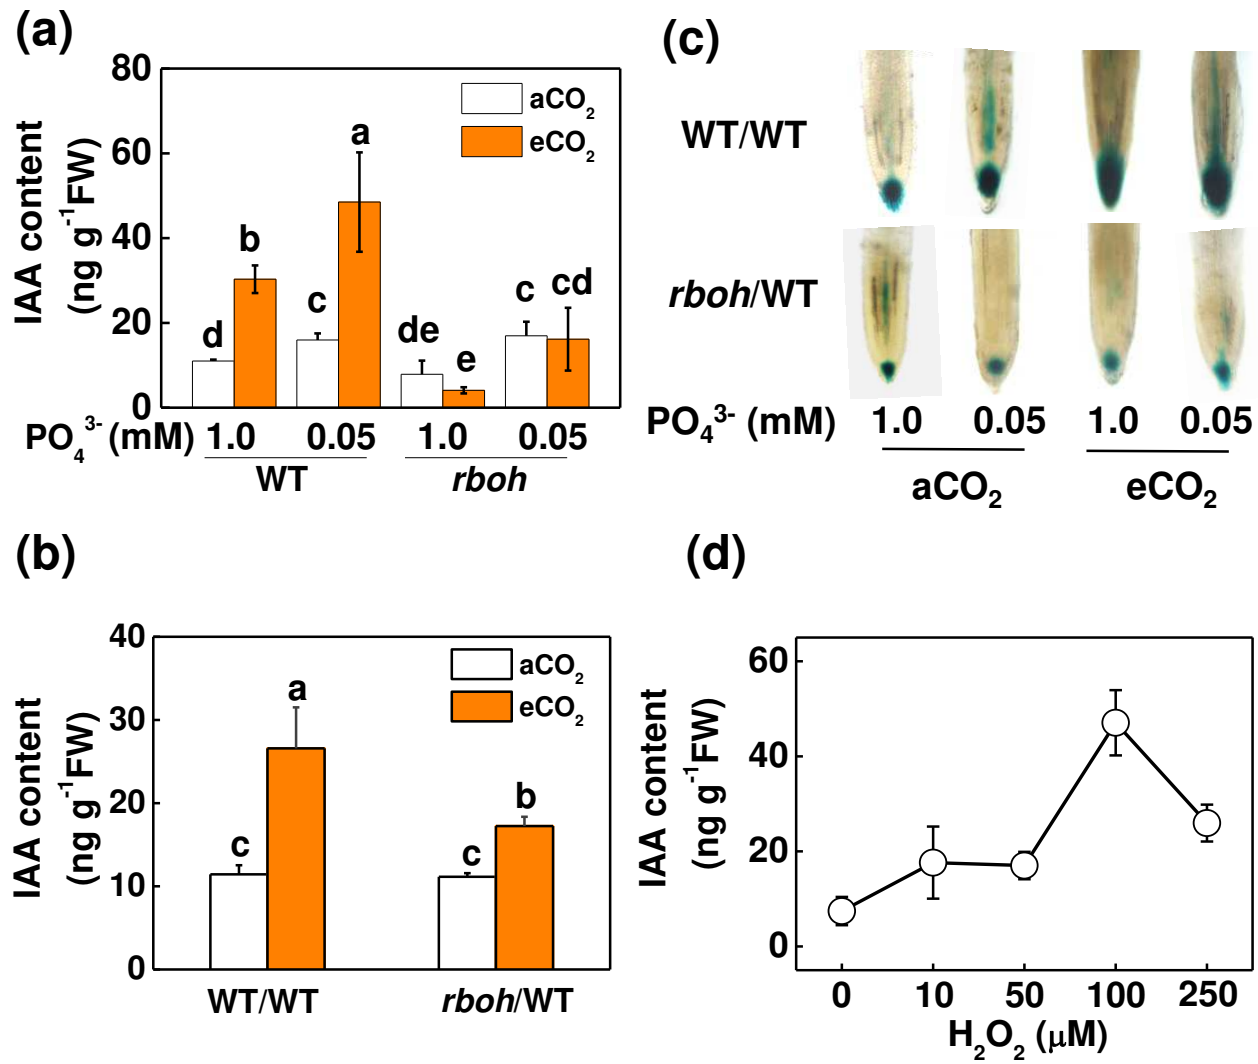 (a)
80
60
40
20
0
IAA content
(ng g⁻¹FW)
aCO₂
eCO₂
d
b
c
a
de
e
c
cd
PO₄³⁻ (mM) 1.0 0.05 1.0 0.05
WT rboh
(c)
WT/WT
rboh/WT
PO₄³⁻ (mM) 1.0 0.05 1.0 0.05
aCO₂ eCO₂
(b)
40
30
20
10
0
IAA content
(ng g⁻¹FW)
aCO₂
eCO₂
c
a
c
b
WT/WT rboh/WT
(d)
60
40
20
0
IAA content
(ng g⁻¹FW)
0 10 50 100 250
H₂O₂ (μM)